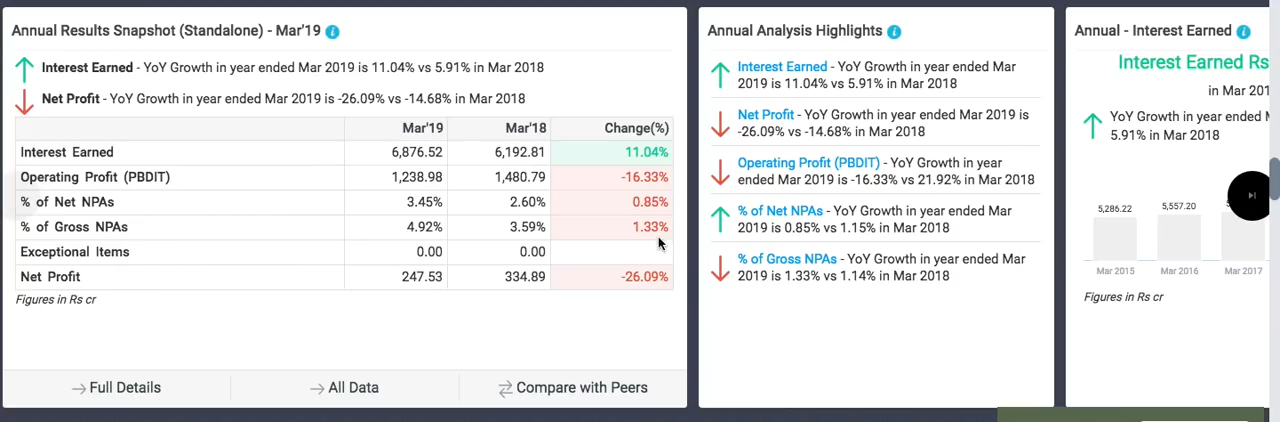 Annual Results Snapshot (Standalone) - Mar'19
Interest Earned - YoY Growth in year ended Mar 2019 is 11.04% vs 5.91% in Mar 2018
Net Profit - YoY Growth in year ended Mar 2019 is -26.09% vs -14.68% in Mar 2018
Mar'19 Mar'18 Change(%)
Interest Earned 6,876.52 6,192.81 11.04%
Operating Profit (PBDIT) 1,238.98 1,480.79 -16.33%
% of Net NPAs 3.45% 2.60% 0.85%
% of Gross NPAs 4.92% 3.59% 1.33%
Exceptional Items 0.00 0.00
Net Profit 247.53 334.89 -26.09%
Figures in Rs cr
Full Details
All Data
Compare with Peers
Annual Analysis Highlights
Interest Earned - YoY Growth in year ended Mar
2019 is 11.04% vs 5.91% in Mar 2018
Net Profit - YoY Growth in year ended Mar 2019 is
-26.09% vs -14.68% in Mar 2018
Operating Profit (PBDIT) - YoY Growth in year
ended Mar 2019 is -16.33% vs 21.92% in Mar 2018
% of Net NPAs - YoY Growth in year ended Mar
2019 is 0.85% vs 1.15% in Mar 2018
% of Gross NPAs - YoY Growth in year ended Mar
2019 is 1.33% vs 1.14% in Mar 2018
Annual - Interest Earned
Interest Earned Rs
in Mar 201
YoY Growth in year ended
5.91% in Mar 2018
5,286.22 5,557.20
Mar 2015 Mar 2016 Mar 2017
Figures in Rs cr